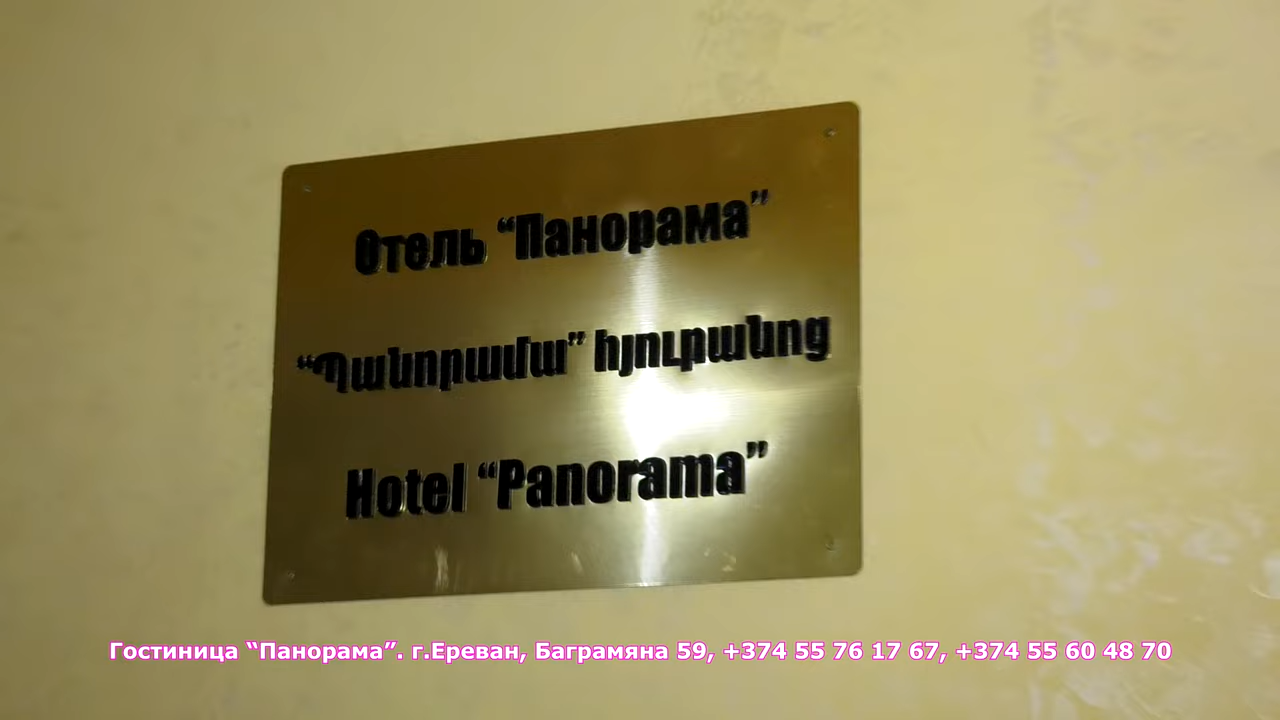 Отель “Панорама”
“Պանորամա” հյուրանոց
Hotel “Panorama”
Гостиница “Панорама”. г.Ереван, Баграмяна 59, +374 55 76 17 67, +374 55 60 48 70